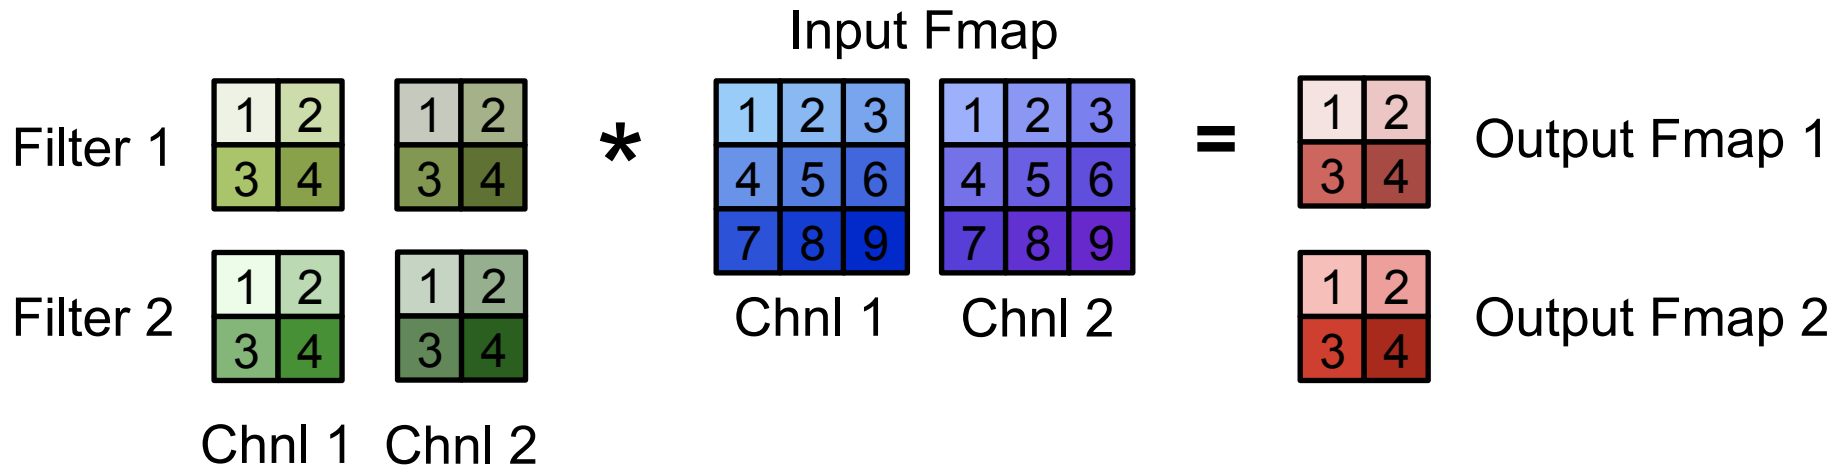 Input Fmap
Filter 1
1 2
3 4
1 2
3 4
*
1 2 3
4 5 6
7 8 9
1 2 3
4 5 6
7 8 9
=
1 2
3 4
Output Fmap 1
Filter 2
1 2
3 4
1 2
3 4
Chnl 1 Chnl 2
1 2
3 4
Output Fmap 2
Chnl 1 Chnl 2